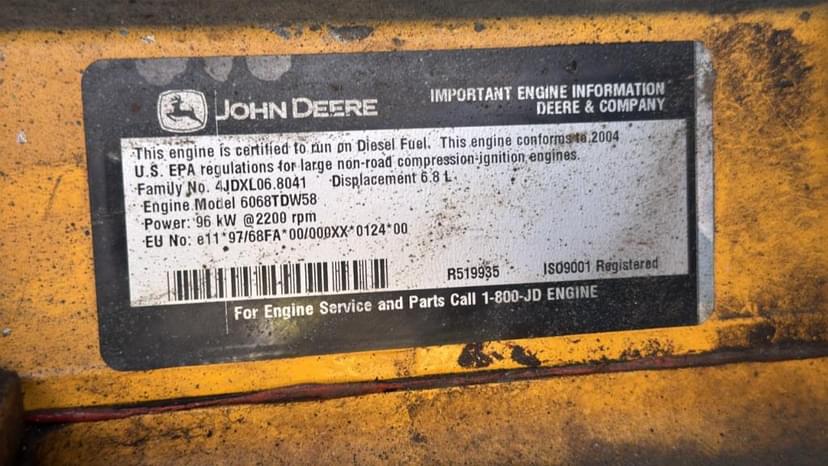 JOHN DEERE
IMPORTANT ENGINE INFORMATION
DEERE & COMPANY
This engine is certified to run on Diesel Fuel. This engine conforms to 2004
U.S. EPA regulations for large non-road compression-ignition engines.
Family No. 4JDXL06.8041 Displacement 6.8 L
Engine Model 6068TDW58
Power: 96 kW @2200 rpm
EU No: e11*97/68FA*00/000XX*0124*00
R519935 ISO9001 Registered
For Engine Service and Parts Call 1-800-JD ENGINE